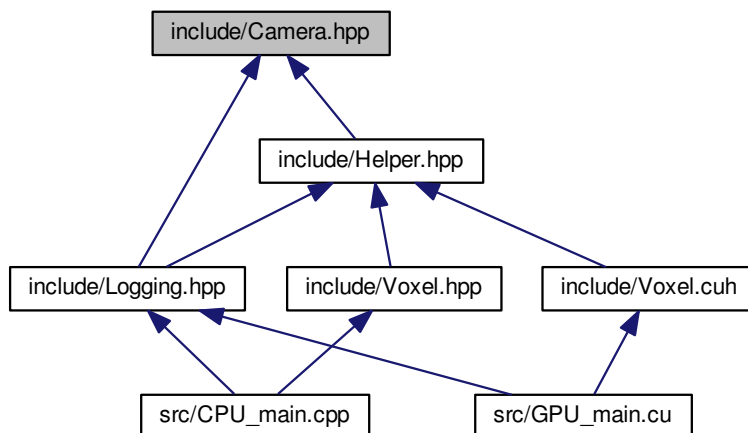 include/Camera.hpp
include/Helper.hpp
include/Logging.hpp
include/Voxel.hpp
include/Voxel.cuh
src/CPU_main.cpp
src/GPU_main.cu